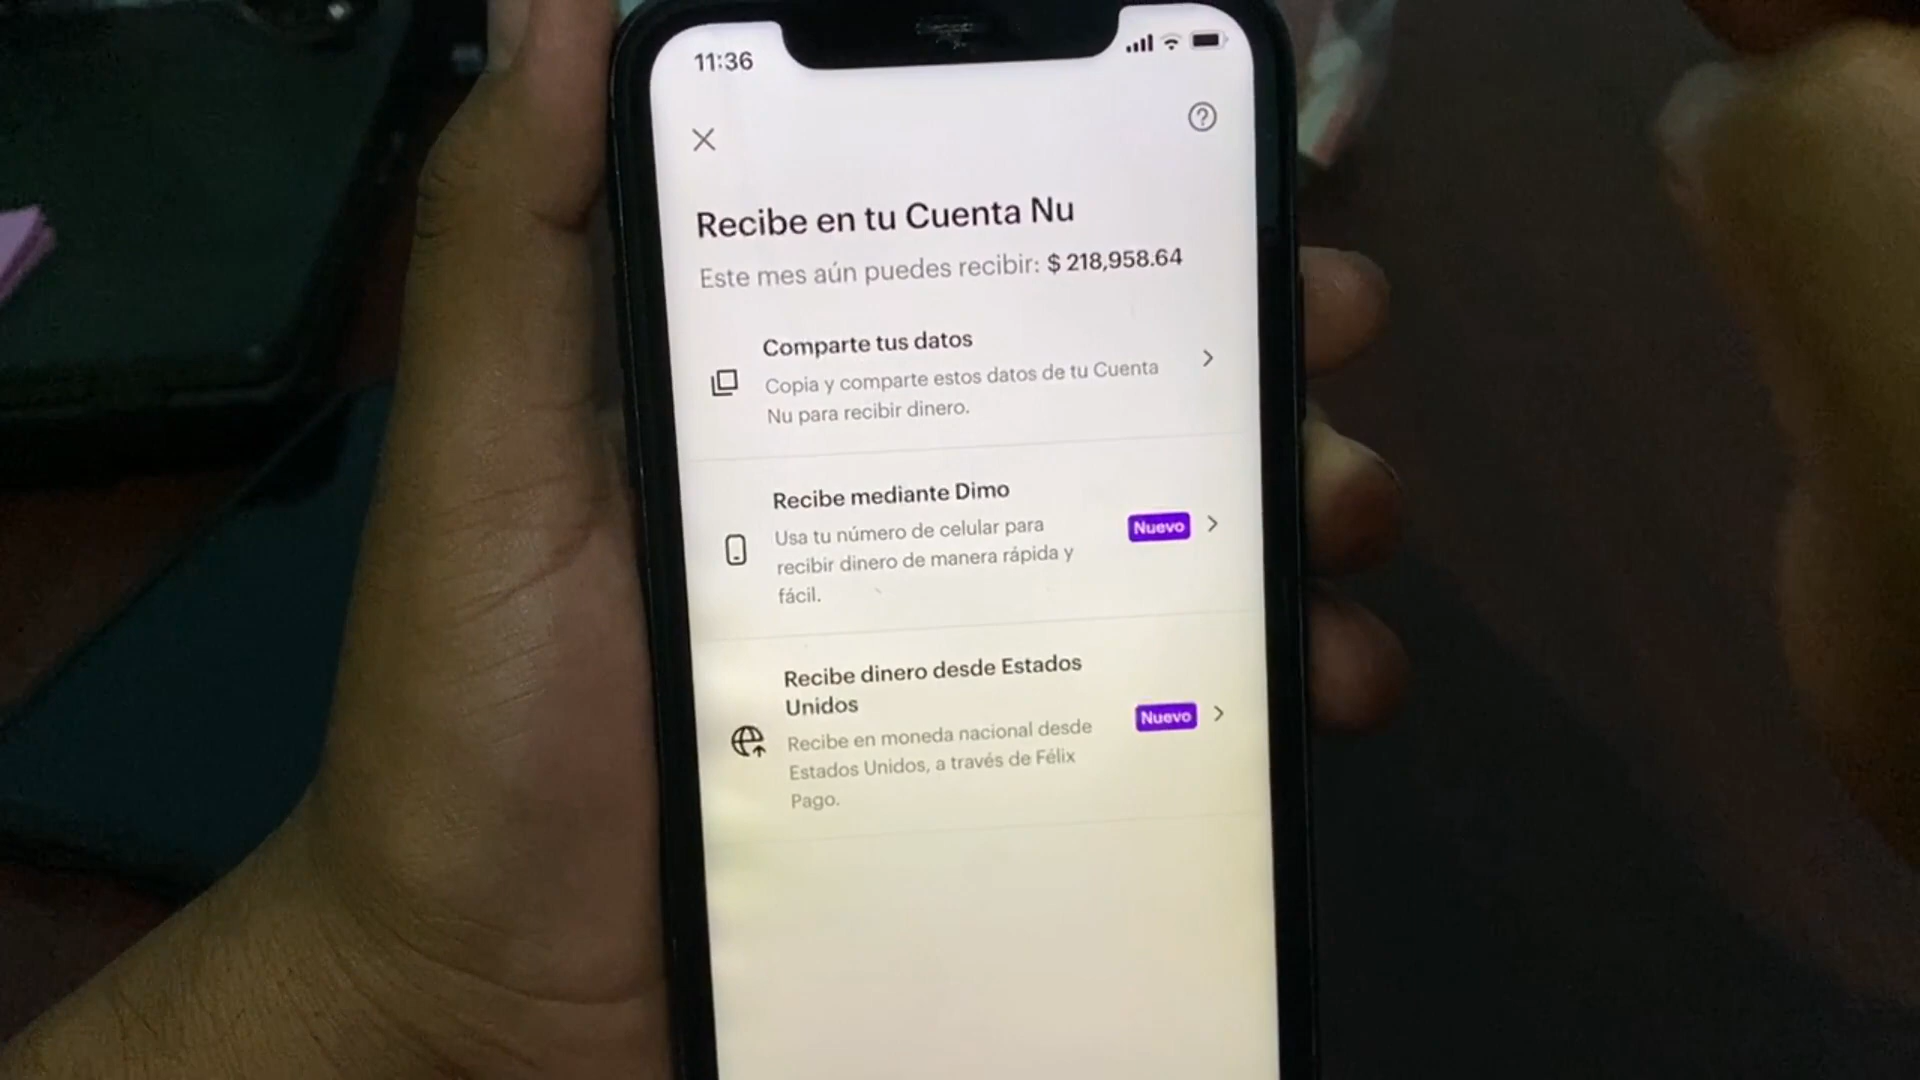 11:36
Recibe en tu Cuenta Nu
Este mes aún puedes recibir: $ 218,958.64
Comparte tus datos
Copia y comparte estos datos de tu Cuenta
Nu para recibir dinero.
Recibe mediante Dimo
Usa tu número de celular para
recibir dinero de manera rápida y
fácil.
Nuevo
Recibe dinero desde Estados
Unidos
Recibe en moneda nacional desde
Estados Unidos, a través de Félix
Pago.
Nuevo